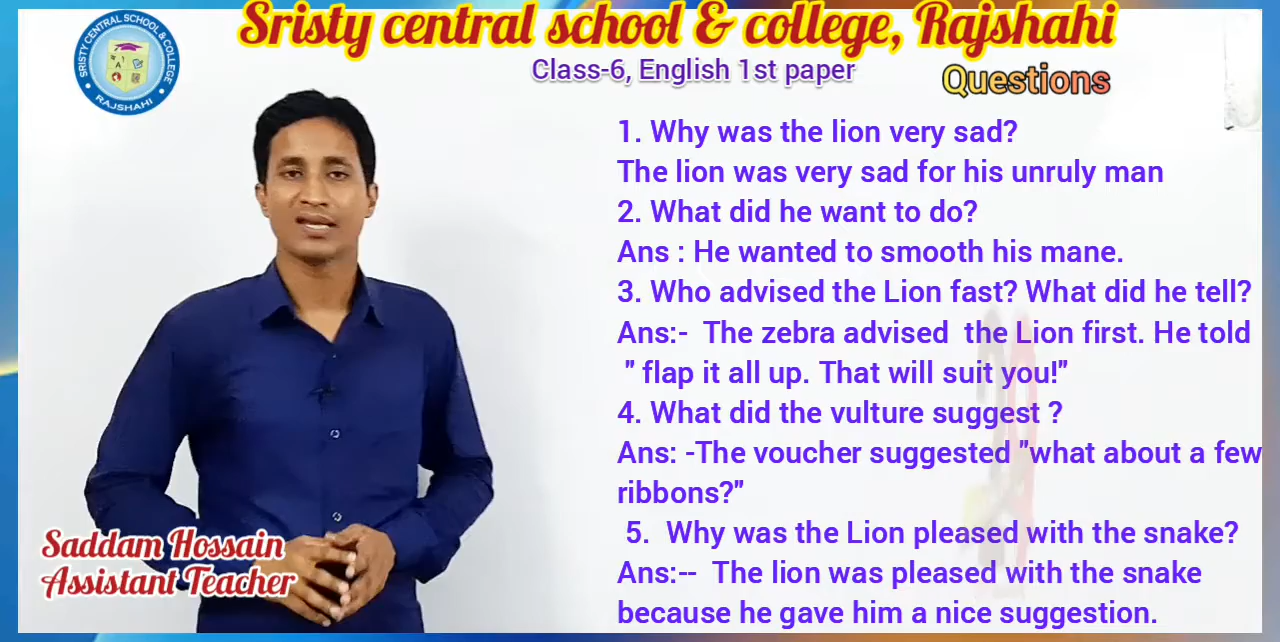 Sristy central school & college, Rajshahi
Class-6, English 1st paper
Questions
SRISTY CENTRAL SCHOOL & COLLEGE
• RAJSHAHI •
1. Why was the lion very sad?
The lion was very sad for his unruly man
2. What did he want to do?
Ans : He wanted to smooth his mane.
3. Who advised the Lion fast? What did he tell?
Ans:-  The zebra advised  the Lion first. He told
" flap it all up. That will suit you!"
4. What did the vulture suggest ?
Ans: -The voucher suggested "what about a few
ribbons?"
5.  Why was the Lion pleased with the snake?
Ans:--  The lion was pleased with the snake
because he gave him a nice suggestion.
Saddam Hossain
Assistant Teacher